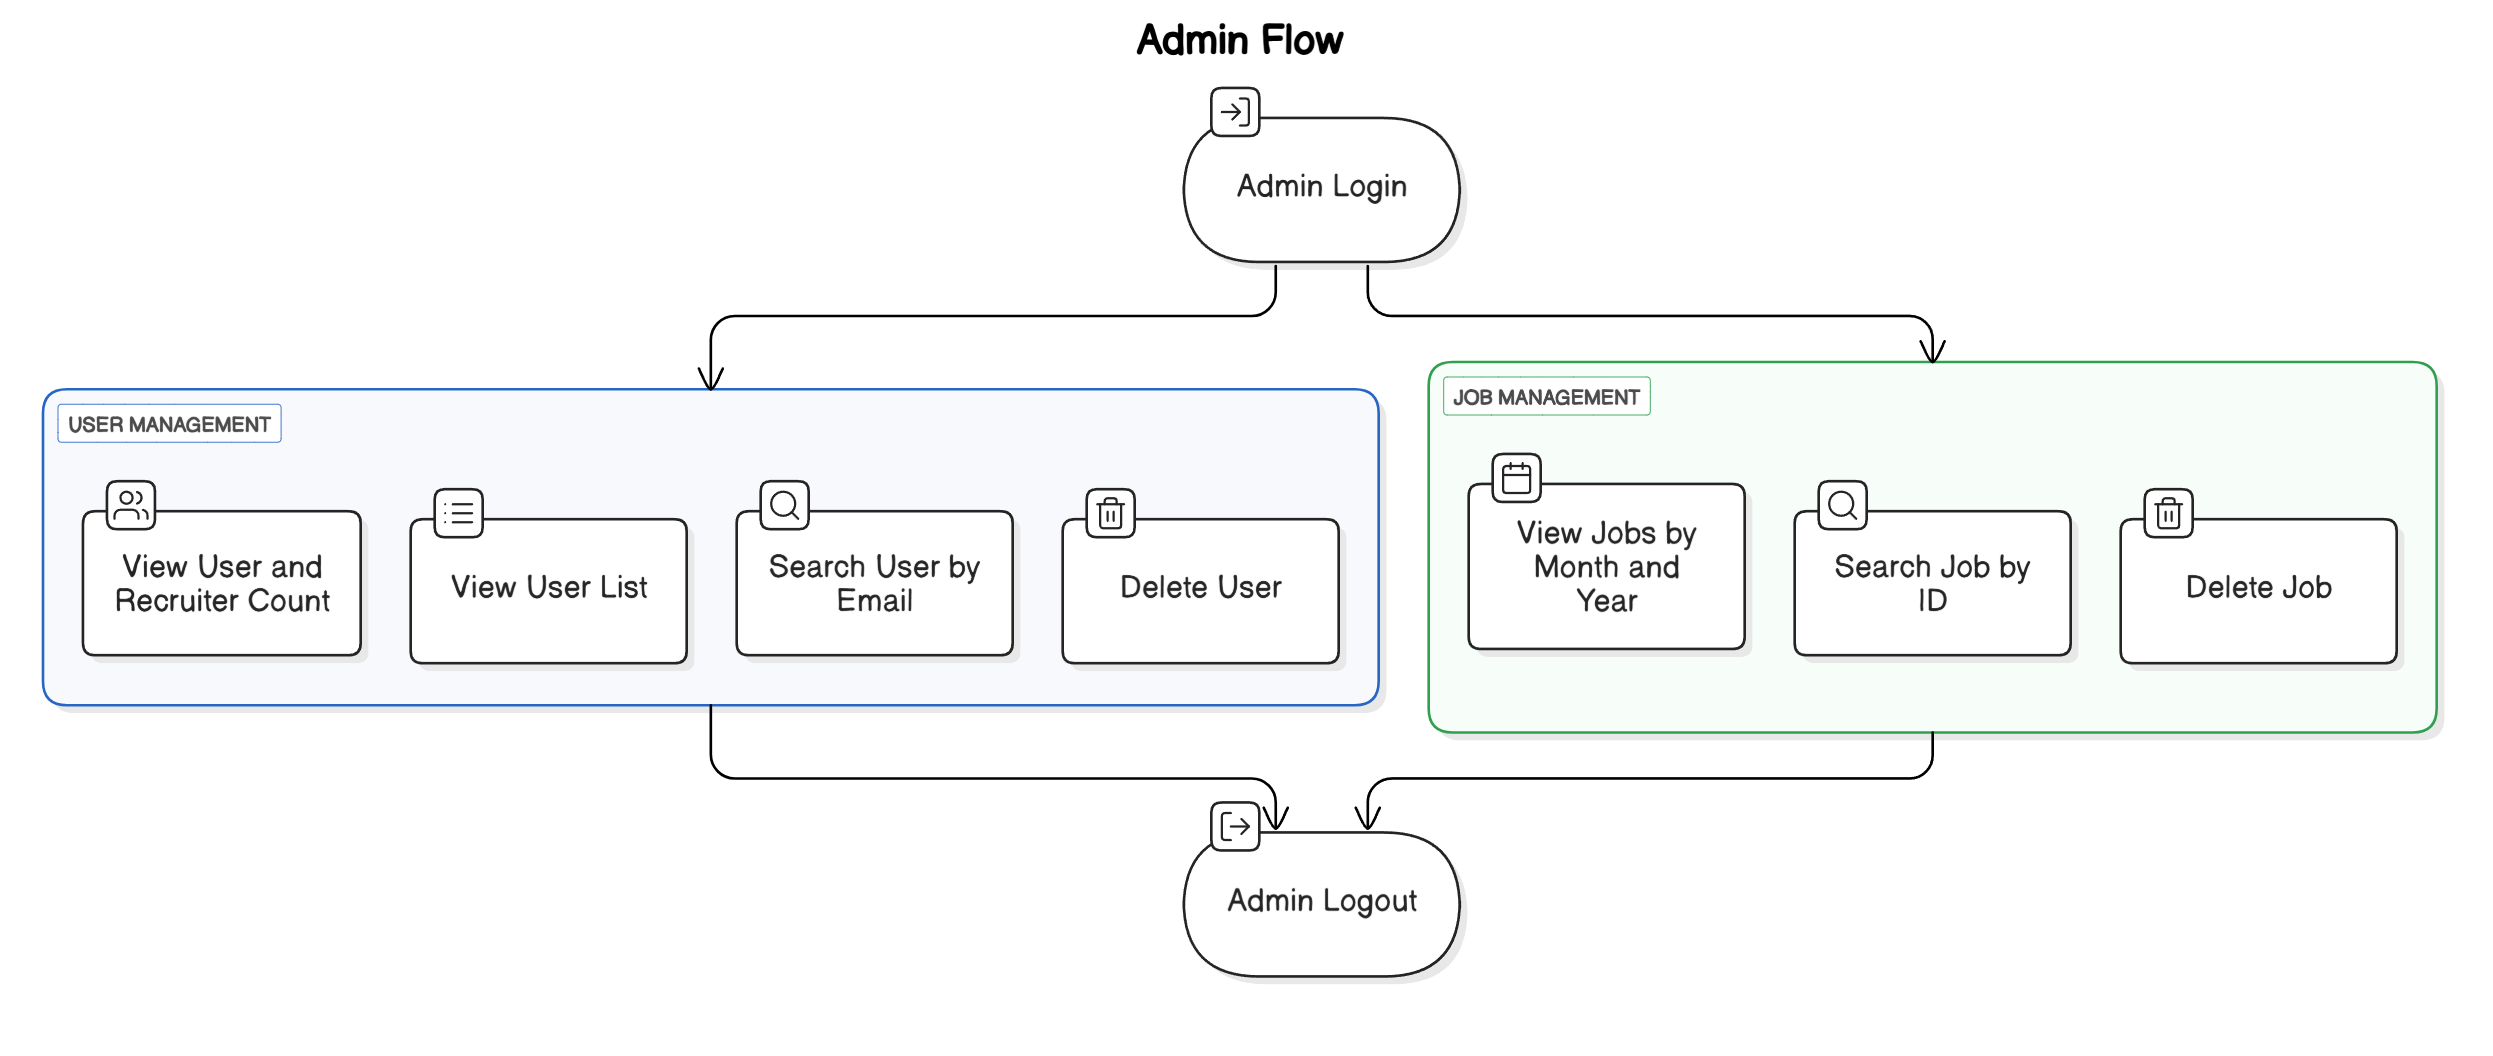 Admin Flow
Admin Login
USER MANAGEMENT
View User and
Recruiter Count
View User List
Search User by
Email
Delete User
JOB MANAGEMENT
View Jobs by
Month and
Year
Search Job by
ID
Delete Job
Admin Logout